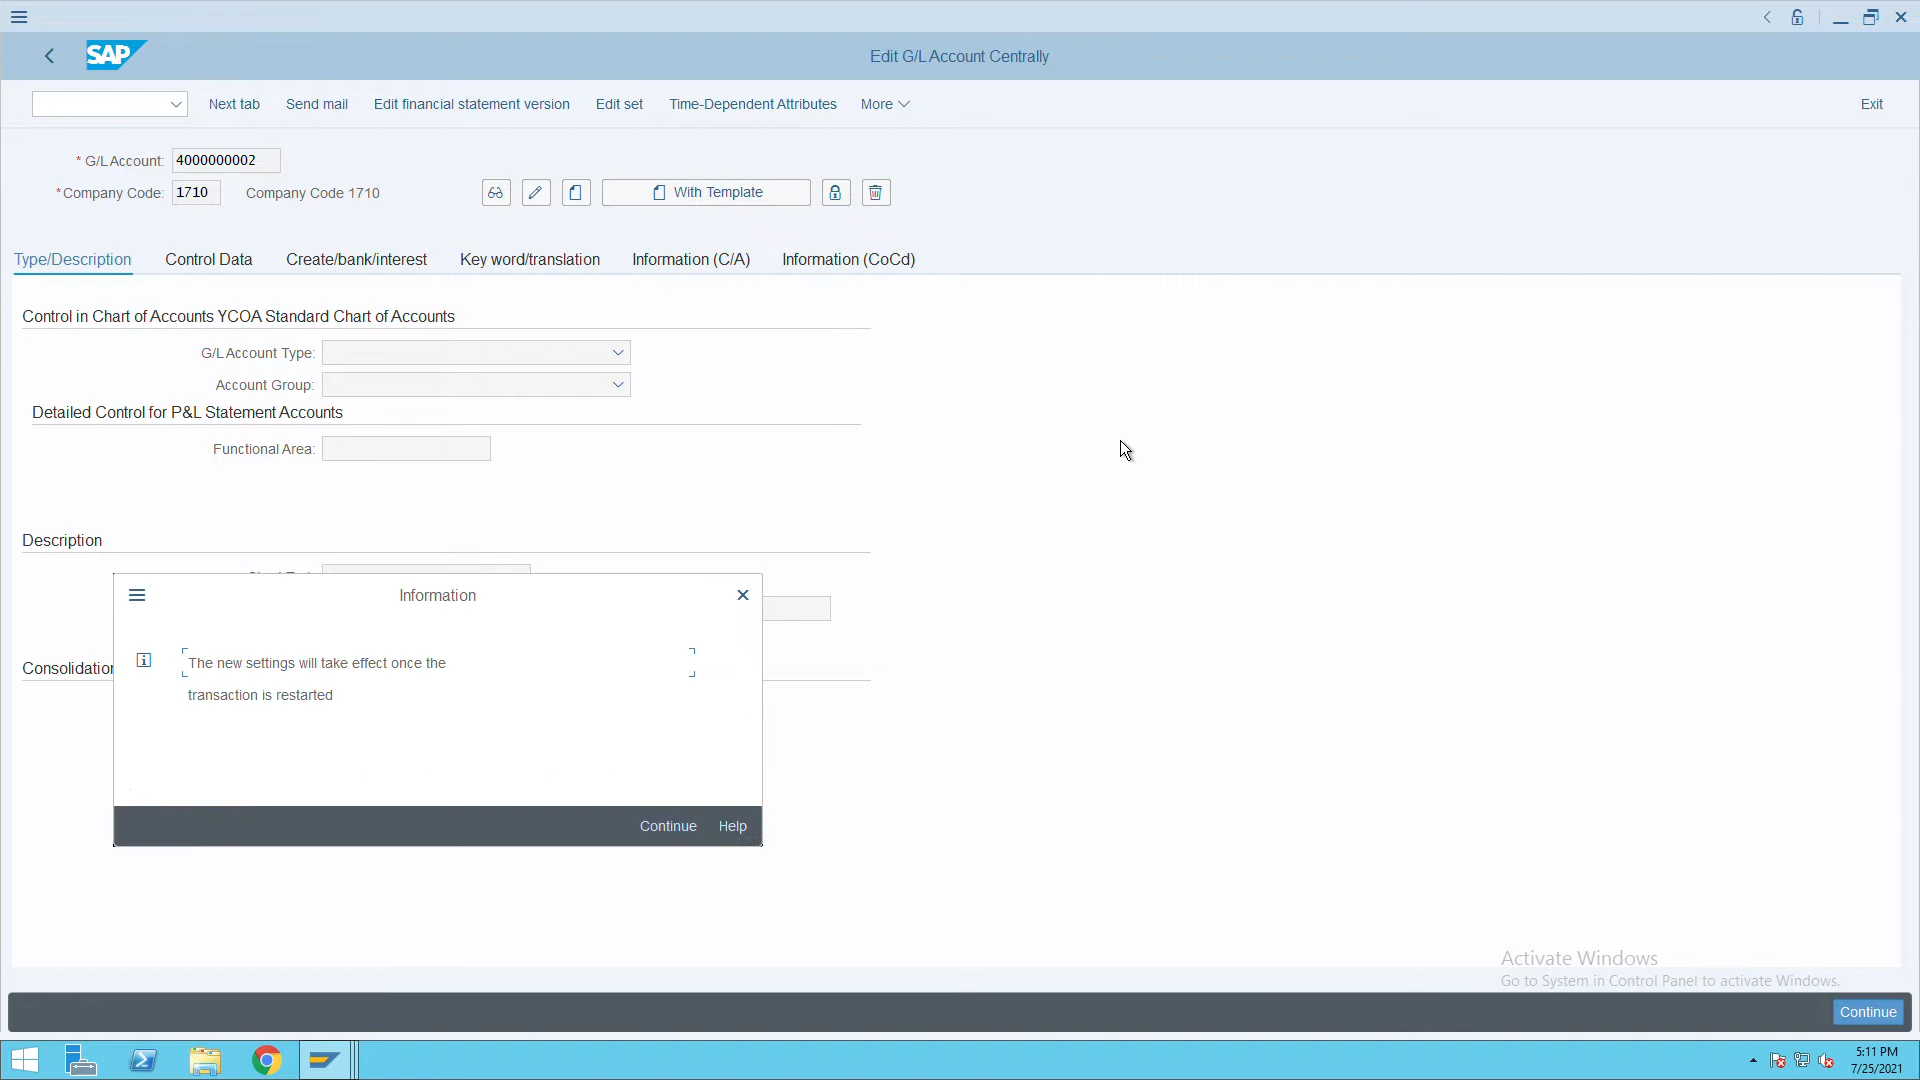 SAP
Edit G/L Account Centrally
Next tab
Send mail
Edit financial statement version
Edit set
Time-Dependent Attributes
More
Exit
* G/L Account: 4000000002
* Company Code: 1710 Company Code 1710
With Template
Type/Description
Control Data
Create/bank/interest
Key word/translation
Information (C/A)
Information (CoCd)
Control in Chart of Accounts YCOA Standard Chart of Accounts
G/L Account Type:
Account Group:
Detailed Control for P&L Statement Accounts
Functional Area:
Description
Information
The new settings will take effect once the
transaction is restarted
Continue
Help
Activate Windows
Go to System in Control Panel to activate Windows.
Continue
5:11 PM
7/25/2021